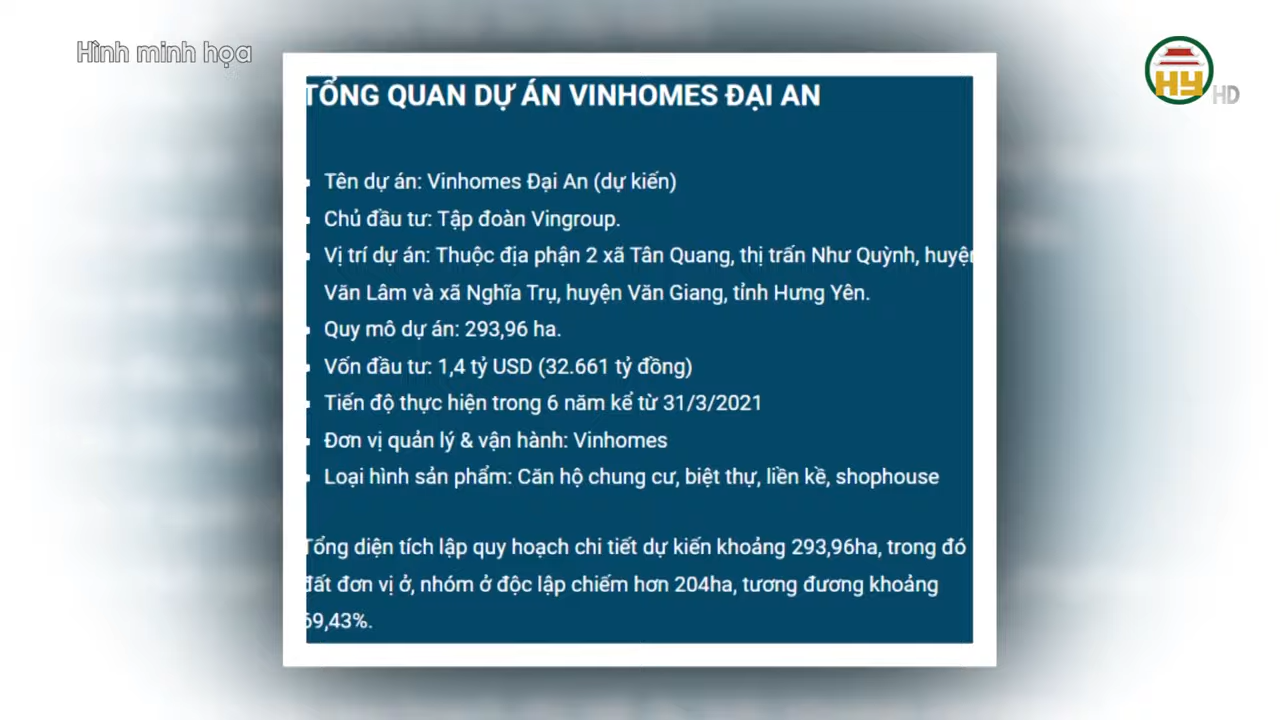 Hình minh họa
HY
HD
TỔNG QUAN DỰ ÁN VINHOMES ĐẠI AN
Tên dự án: Vinhomes Đại An (dự kiến)
Chủ đầu tư: Tập đoàn Vingroup.
Vị trí dự án: Thuộc địa phận 2 xã Tân Quang, thị trấn Như Quỳnh, huyện
Văn Lâm và xã Nghĩa Trụ, huyện Văn Giang, tỉnh Hưng Yên.
Quy mô dự án: 293,96 ha.
Vốn đầu tư: 1,4 tỷ USD (32.661 tỷ đồng)
Tiến độ thực hiện trong 6 năm kể từ 31/3/2021
Đơn vị quản lý & vận hành: Vinhomes
Loại hình sản phẩm: Căn hộ chung cư, biệt thự, liền kề, shophouse
Tổng diện tích lập quy hoạch chi tiết dự kiến khoảng 293,96ha, trong đó
đất đơn vị ở, nhóm ở độc lập chiếm hơn 204ha, tương đương khoảng
69,43%.